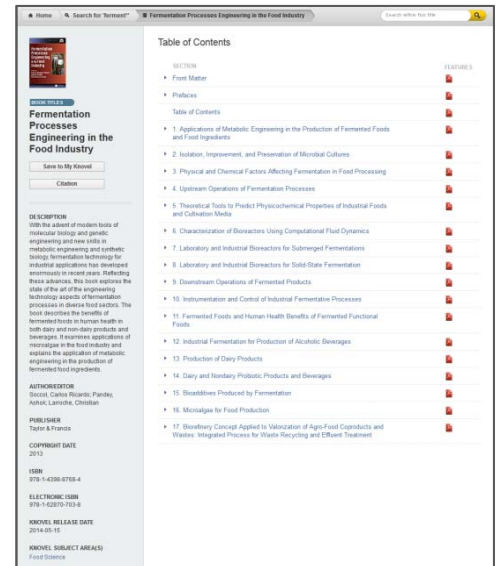 Home
Search for "ferment*"
Fermentation Processes Engineering in the Food Industry
Search within this title
BOOK TITLES
Fermentation
Processes
Engineering in the
Food Industry
Save to My Knovel
Citation
DESCRIPTION
With the advent of modern tools of
molecular biology and genetic
engineering and new skills in
metabolic engineering and synthetic
biology, fermentation technology for
industrial applications has developed
enormously in recent years. Reflecting
these advances, this book explores the
state of the art of the engineering
technology aspects of fermentation
processes in diverse food sectors. The
book describes the benefits of
fermented foods in human health in
both dairy and non-dairy products and
beverages. It examines applications of
microalgae in the food industry and
explains the application of metabolic
engineering in the production of
fermented food ingredients.
AUTHOR/EDITOR
Soccol, Carlos Ricardo; Pandey,
Ashok; Larroche, Christian
PUBLISHER
Taylor & Francis
COPYRIGHT DATE
2013
ISBN
978-1-4398-8768-4
ELECTRONIC ISBN
978-1-62870-703-8
KNOVEL RELEASE DATE
2014-05-15
KNOVEL SUBJECT AREA(S)
Food Science
Table of Contents
SECTION
FEATURES
Front Matter
Prefaces
Table of Contents
1. Applications of Metabolic Engineering in the Production of Fermented Foods
and Food Ingredients
2. Isolation, Improvement, and Preservation of Microbial Cultures
3. Physical and Chemical Factors Affecting Fermentation in Food Processing
4. Upstream Operations of Fermentation Processes
5. Theoretical Tools to Predict Physicochemical Properties of Industrial Foods
and Cultivation Media
6. Characterization of Bioreactors Using Computational Fluid Dynamics
7. Laboratory and Industrial Bioreactors for Submerged Fermentations
8. Laboratory and Industrial Bioreactors for Solid-State Fermentation
9. Downstream Operations of Fermented Products
10. Instrumentation and Control of Industrial Fermentative Processes
11. Fermented Foods and Human Health Benefits of Fermented Functional
Foods
12. Industrial Fermentation for Production of Alcoholic Beverages
13. Production of Dairy Products
14. Dairy and Nondairy Probiotic Products and Beverages
15. Bioadditives Produced by Fermentation
16. Microalgae for Food Production
17. Biorefinery Concept Applied to Valorization of Agro-Food Coproducts and
Wastes: Integrated Process for Waste Recycling and Effluent Treatment